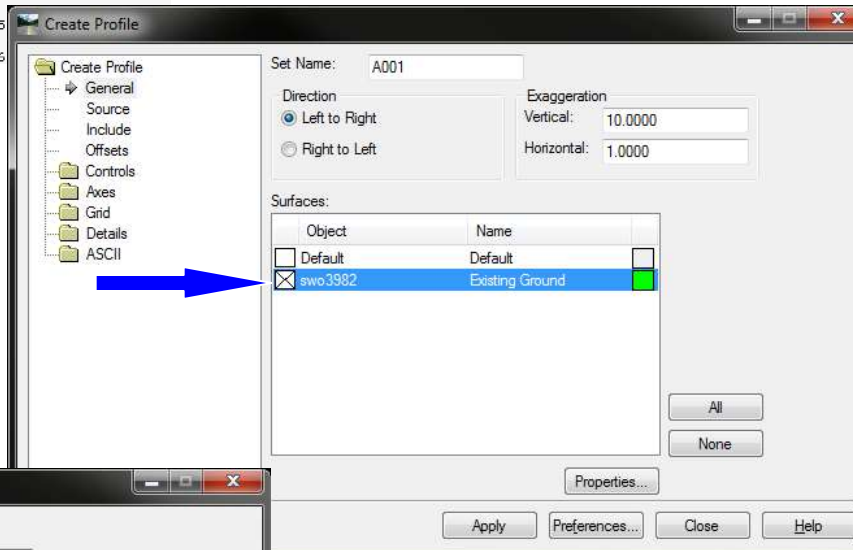 5
6
Create Profile
Create Profile
General
Source
Include
Offsets
Controls
Axes
Grid
Details
ASCII
Set Name: A001
Direction
Left to Right
Right to Left
Exaggeration
Vertical: 10.0000
Horizontal: 1.0000
Surfaces:
Object Name
Default Default
swo3982 Existing Ground
All
None
Properties...
Apply Preferences... Close Help